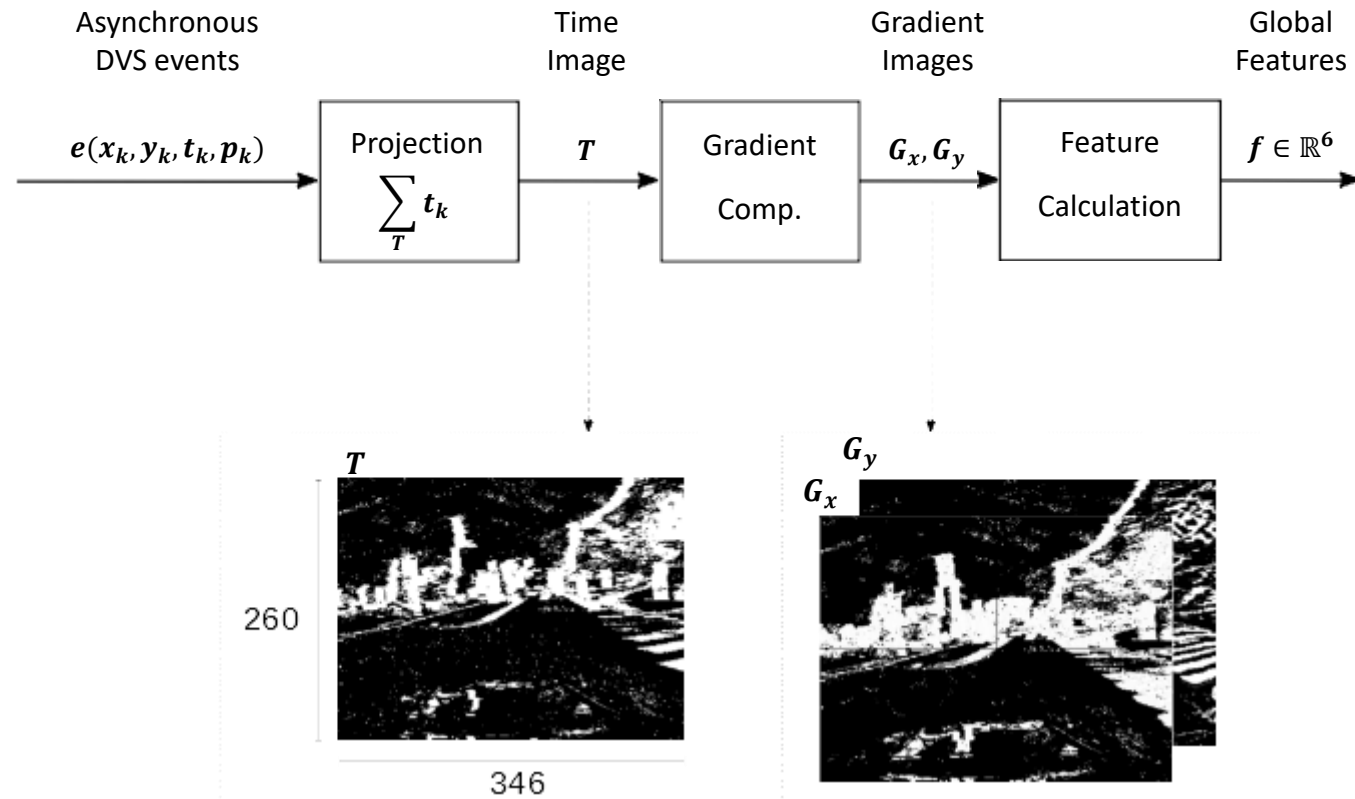 Asynchronous
DVS events
Time
Image
Gradient
Images
Global
Features
e(x_k, y_k, t_k, p_k)
Projection
∑_T t_k
T
Gradient
Comp.
G_x, G_y
Feature
Calculation
f ∈ ℝ^6
T
260
346
G_y
G_x